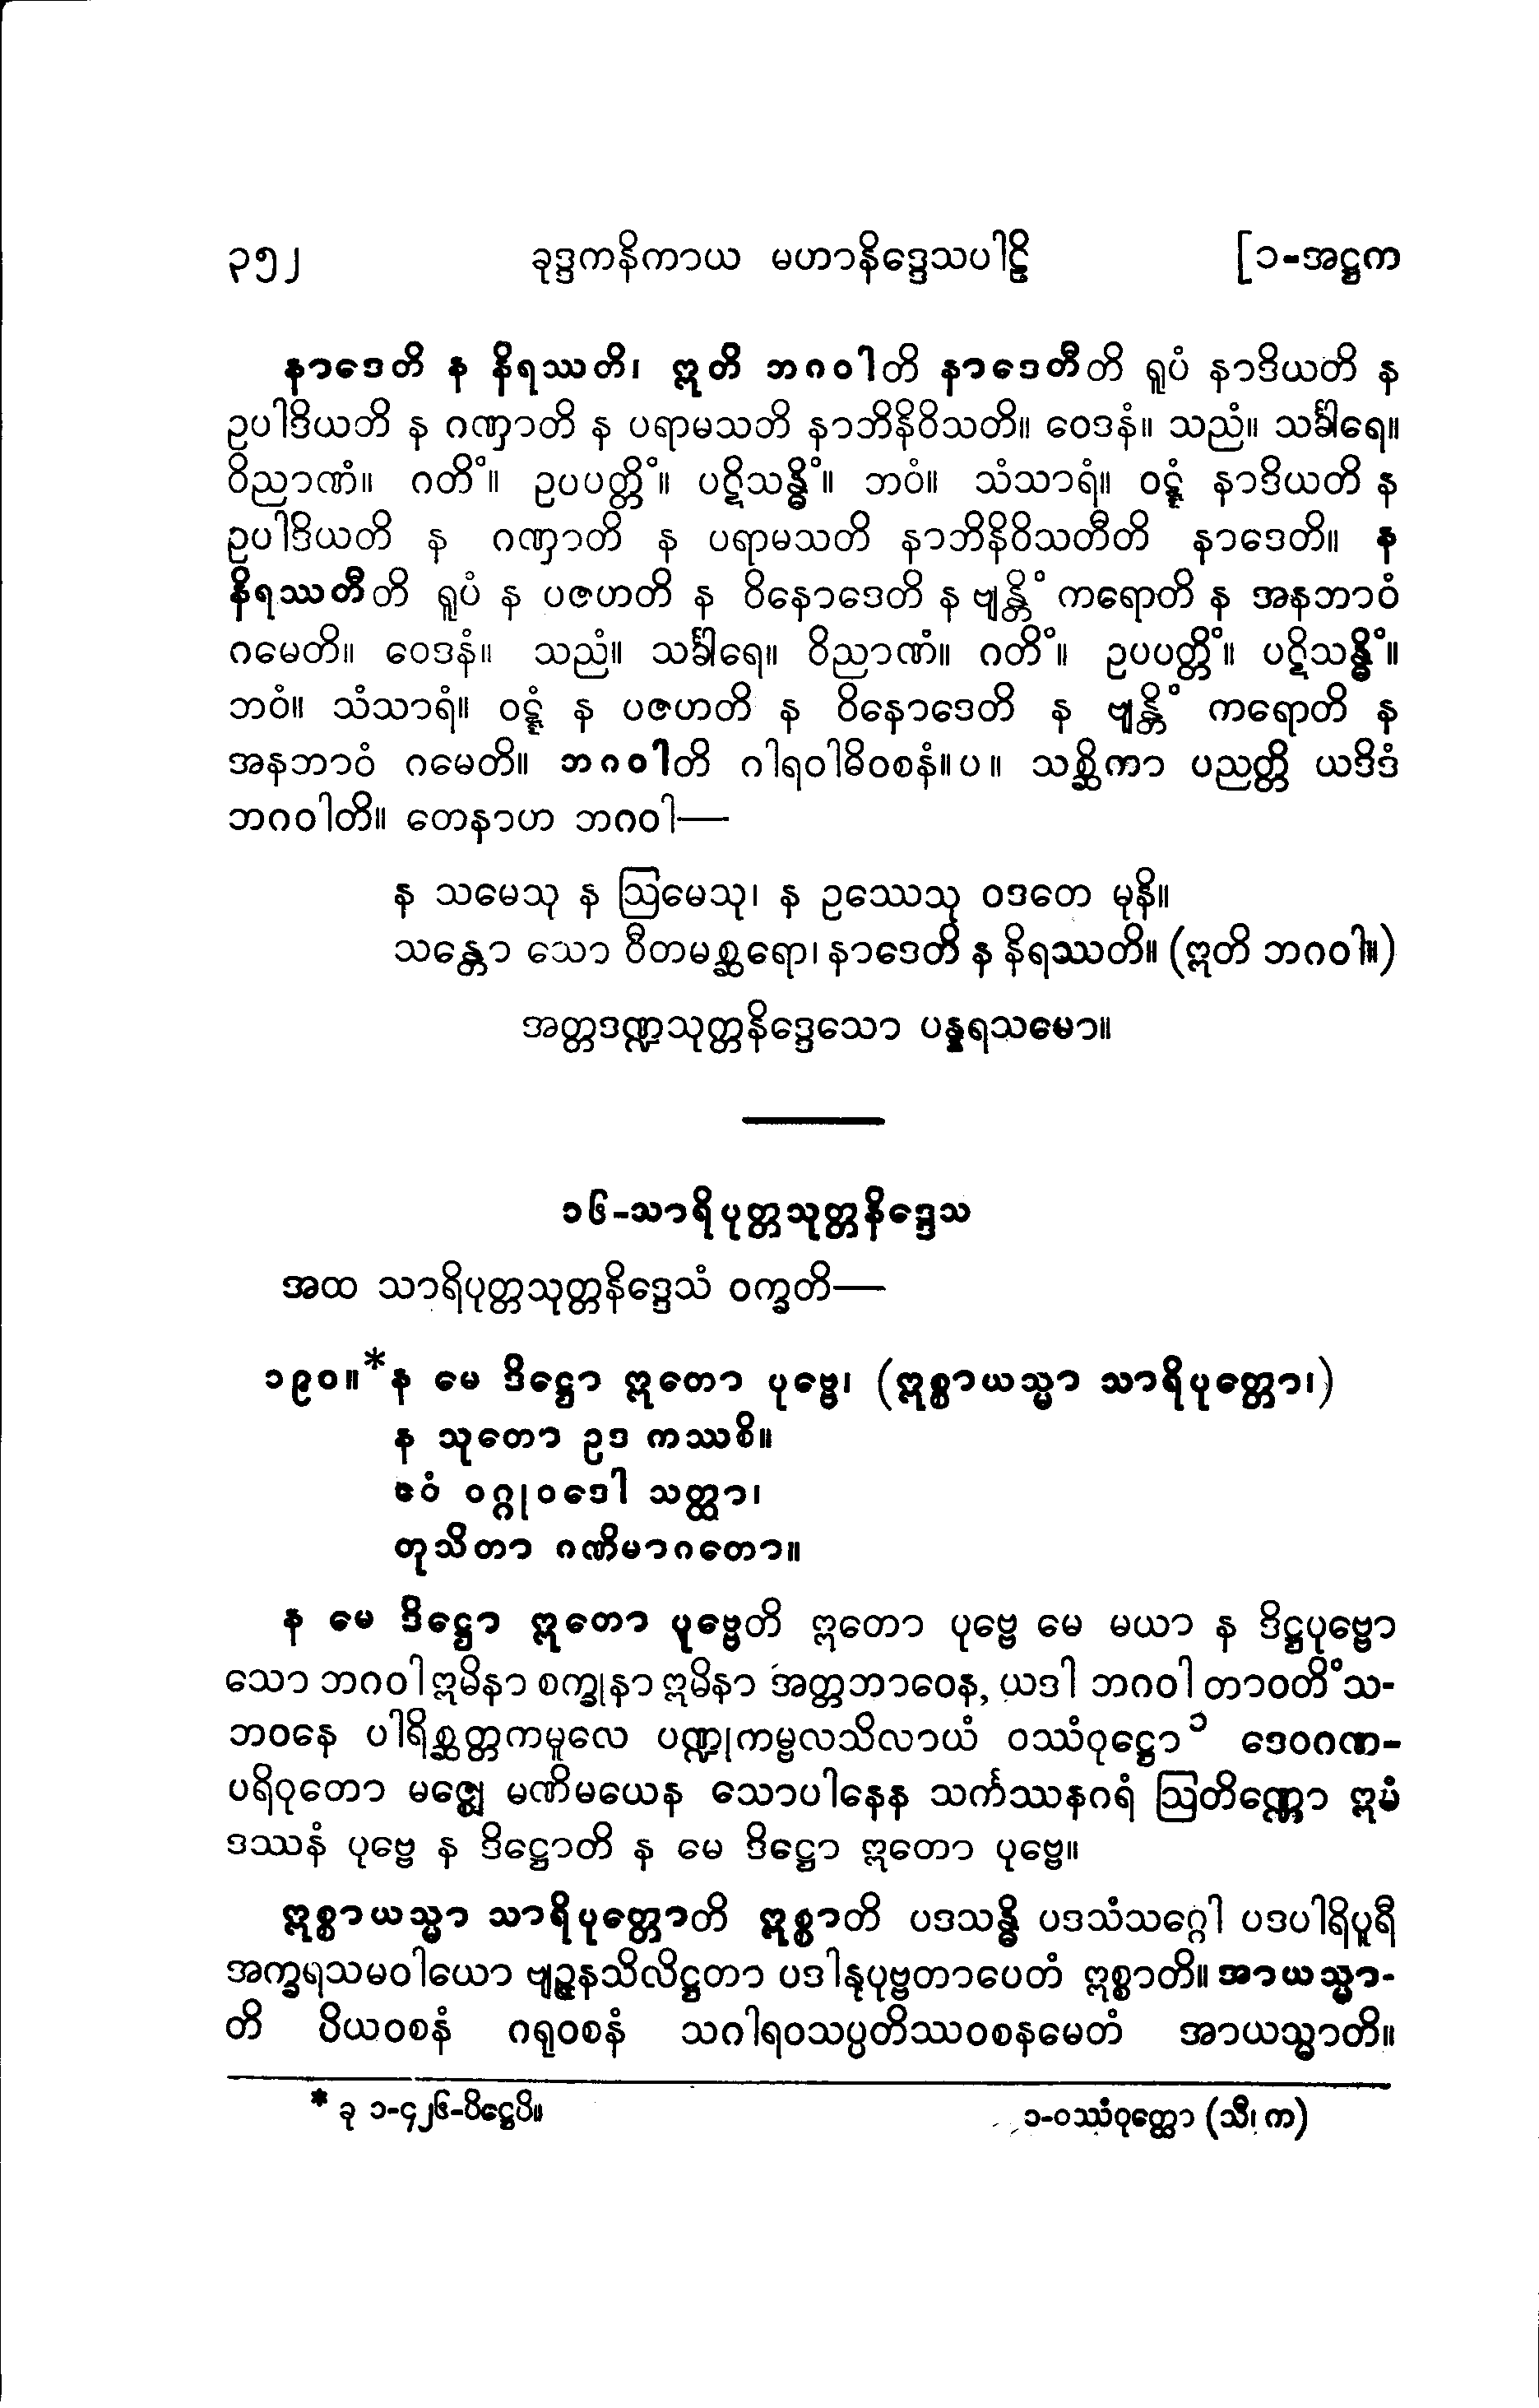 ၃၅၂ ခုဒ္ဒကနိကာယ မဟာနိဒ္ဒေသပါဠိ [၁-အဋ္ဌက
နာဒေတိ န နိရဿတိ၊ ဣတိ ဘဂဝါတိ နာဒေတီတိ ရူပံ နာဒိယတိ န
ဥပါဒိယတိ န ဂဏှာတိ န ပရာမသတိ နာဘိနိဝိသတိ။ ဝေဒနံ။ သညံ။ သင်္ခါရေ။
ဝိညာဏံ။ ဂတိံ။ ဥပပတ္တိံ။ ပဋိသန္ဓိံ။ ဘဝံ။ သံသာရံ။ ဝဋ္ဋံ နာဒိယတိ န
ဥပါဒိယတိ န ဂဏှာတိ န ပရာမသတိ နာဘိနိဝိသတီတိ နာဒေတိ။ န
နိရဿတီတိ ရူပံ န ပဇဟတိ န ဝိနောဒေတိ န ဗျန္တိံ ကရောတိ န အနဘာဝံ
ဂမေတိ။ ဝေဒနံ။ သညံ။ သင်္ခါရေ။ ဝိညာဏံ။ ဂတိံ။ ဥပပတ္တိံ။ ပဋိသန္ဓိံ။
ဘဝံ။ သံသာရံ။ ဝဋ္ဋံ န ပဇဟတိ န ဝိနောဒေတိ န ဗျန္တိံ ကရောတိ န
အနဘာဝံ ဂမေတိ။ ဘဂဝါတိ ဂါရဝါဓိဝစနံ။ပ။ သစ္ဆိကာ ပညတ္တိ ယဒိဒံ
ဘဂဝါတိ။ တေနာဟ ဘဂဝါ—
န သမေသု န ဩမေသု၊ န ဥဿေသု ဝဒတေ မုနိ။
သန္တော သော ဝီတမစ္ဆရော၊ နာဒေတိ န နိရဿတိ။ (ဣတိ ဘဂဝါ။)
အတ္တဒဏ္ဍသုတ္တနိဒ္ဒေသော ပန္နရသမော။
၁၆-သာရိပုတ္တသုတ္တနိဒ္ဒေသ
အထ သာရိပုတ္တသုတ္တနိဒ္ဒေသံ ဝက္ခတိ—
၁၉၀။*န မေ ဒိဋ္ဌော ဣတော ပုဗ္ဗေ၊ (ဣစ္စာယသ္မာ သာရိပုတ္တော၊)
န သုတော ဥဒ ကဿစိ။
ဧဝံ ဝဂ္ဂုဝဒေါ သတ္ထာ၊
တုသိတာ ဂဏိမာဂတော။
န မေ ဒိဋ္ဌော ဣတော ပုဗ္ဗေတိ ဣတော ပုဗ္ဗေ မေ မယာ န ဒိဋ္ဌပုဗ္ဗော
သော ဘဂဝါ ဣမိနာ စက္ခုနာ ဣမိနာ အတ္တဘာဝေန, ယဒါ ဘဂဝါ တာဝတိံသ-
ဘဝနေ ပါရိစ္ဆတ္တကမူလေ ပဏ္ဍုကမ္ဗလသိလာယံ ဝဿံဝုဋ္ဌော၁ ဒေဝဂဏ-
ပရိဝုတော မဇ္ဈေ မဏိမယေန သောပါနေန သင်္ကဿနဂရံ ဩတိဏ္ဏော ဣမံ
ဒဿနံ ပုဗ္ဗေ န ဒိဋ္ဌောတိ န မေ ဒိဋ္ဌော ဣတော ပုဗ္ဗေ။
ဣစ္စာယသ္မာ သာရိပုတ္တောတိ ဣစ္စာတိ ပဒသန္ဓိ ပဒသံသဂ္ဂေါ ပဒပါရိပူရီ
အက္ခရသမဝါယော ဗျဉ္ဇနသိလိဋ္ဌတာ ပဒါနုပုဗ္ဗတာပေတံ ဣစ္စာတိ။ အာယသ္မာ-
တိ ပိယဝစနံ ဂရုဝစနံ သဂါရဝသပ္ပတိဿဝစနမေတံ အာယသ္မာတိ။
* ခု ၁-၄၂၆-ပိဋ္ဌေပိ။ ၁-ဝဿံဝုတ္ထော (သီ၊ က)